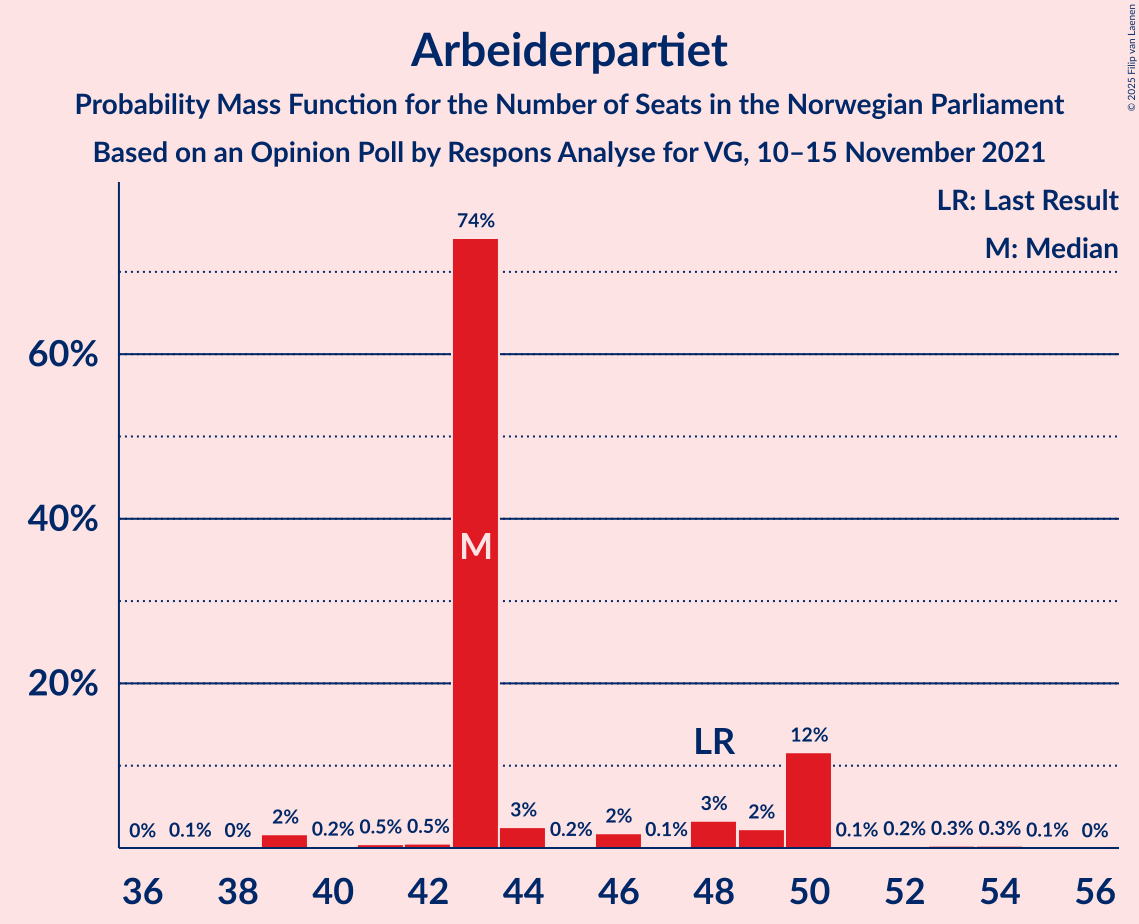 Arbeiderpartiet
Probability Mass Function for the Number of Seats in the Norwegian Parliament
Based on an Opinion Poll by Respons Analyse for VG, 10–15 November 2021
© 2025 Filip van Laenen
LR: Last Result
M: Median
74%
60%
40%
M
20%
LR
12%
0% 0.1% 0% 2% 0.2% 0.5% 0.5% 3% 0.2% 2% 0.1% 3% 2% 0.1% 0.2% 0.3% 0.3% 0.1% 0%
36 38 40 42 44 46 48 50 52 54 56